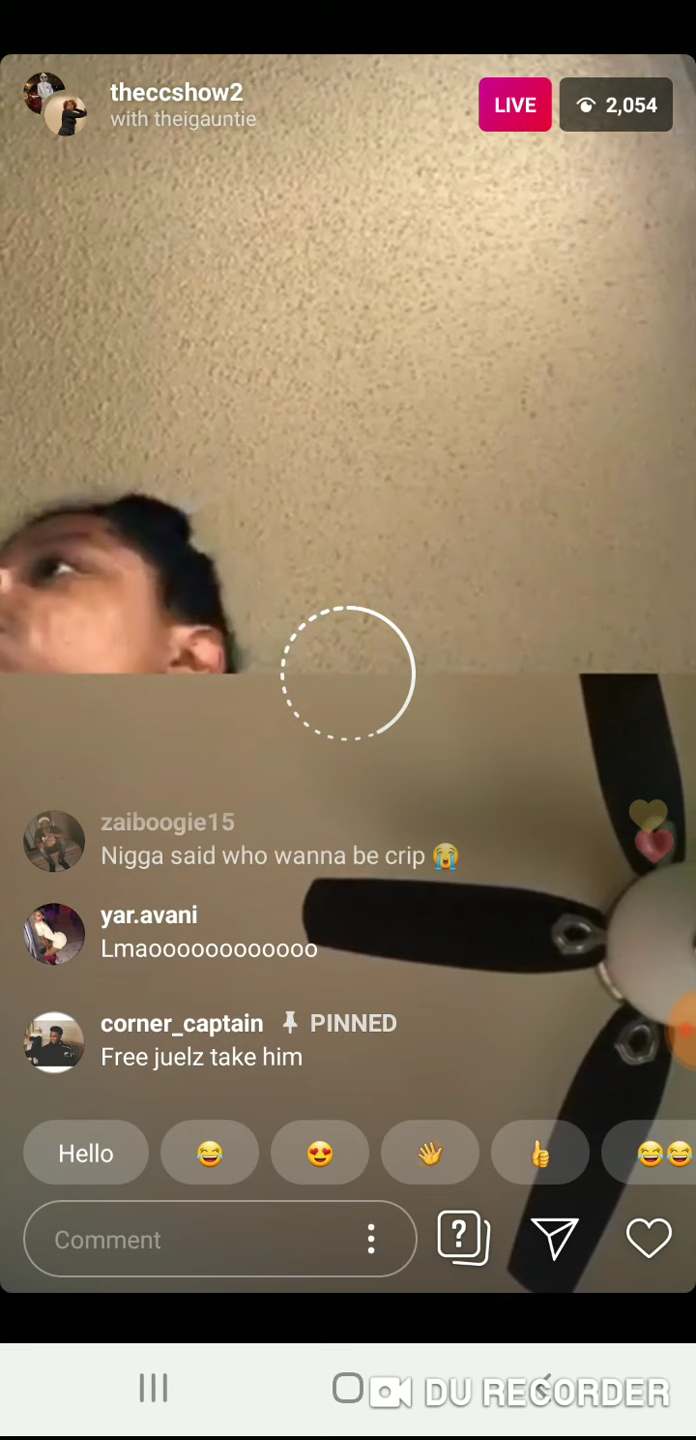 theccshow2
with theigauntie
LIVE
2,054
zaiboogie15
Nigga said who wanna be crip 😭
yar.avani
Lmaoooooooooooo
corner_captain PINNED
Free juelz take him
Hello
Comment
?
DU RECORDER